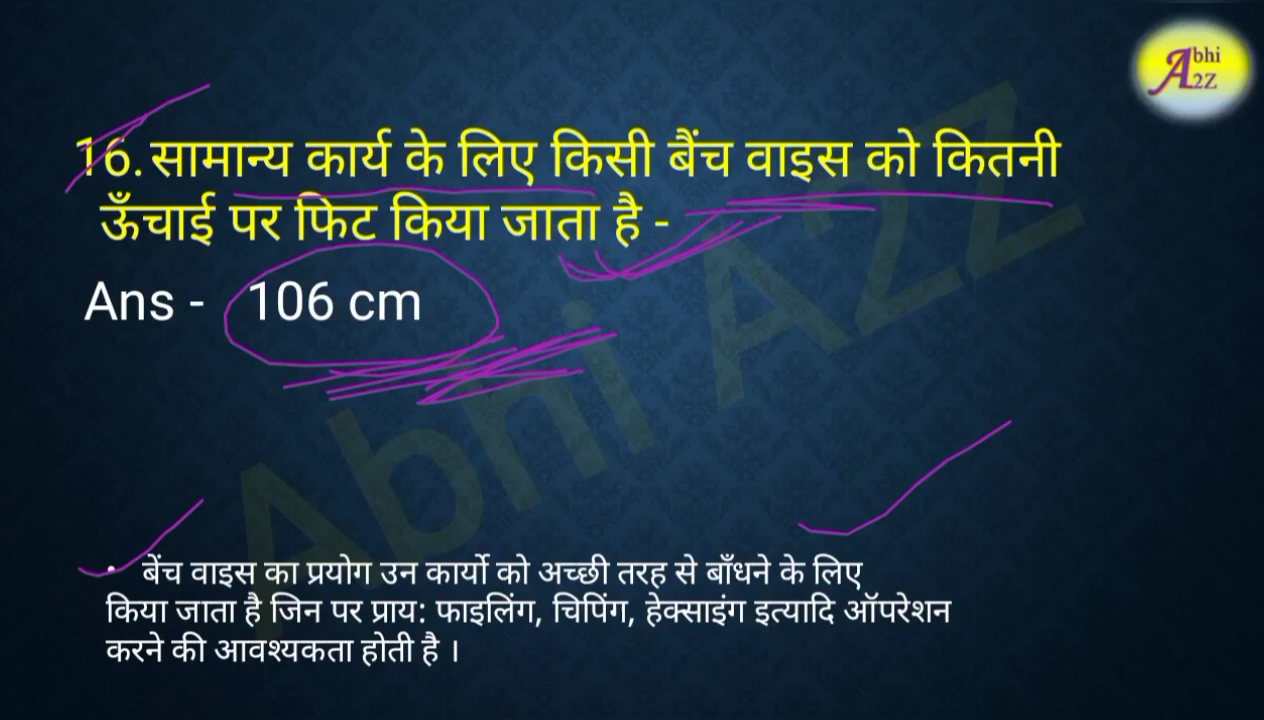 Abhi
A2Z
16. सामान्य कार्य के लिए किसी बैंच वाइस को कितनी
ऊँचाई पर फिट किया जाता है -
Ans - 106 cm
Abhi A2Z
• बेंच वाइस का प्रयोग उन कार्यो को अच्छी तरह से बाँधने के लिए
किया जाता है जिन पर प्राय: फाइलिंग, चिपिंग, हेक्साइंग इत्यादि ऑपरेशन
करने की आवश्यकता होती है ।